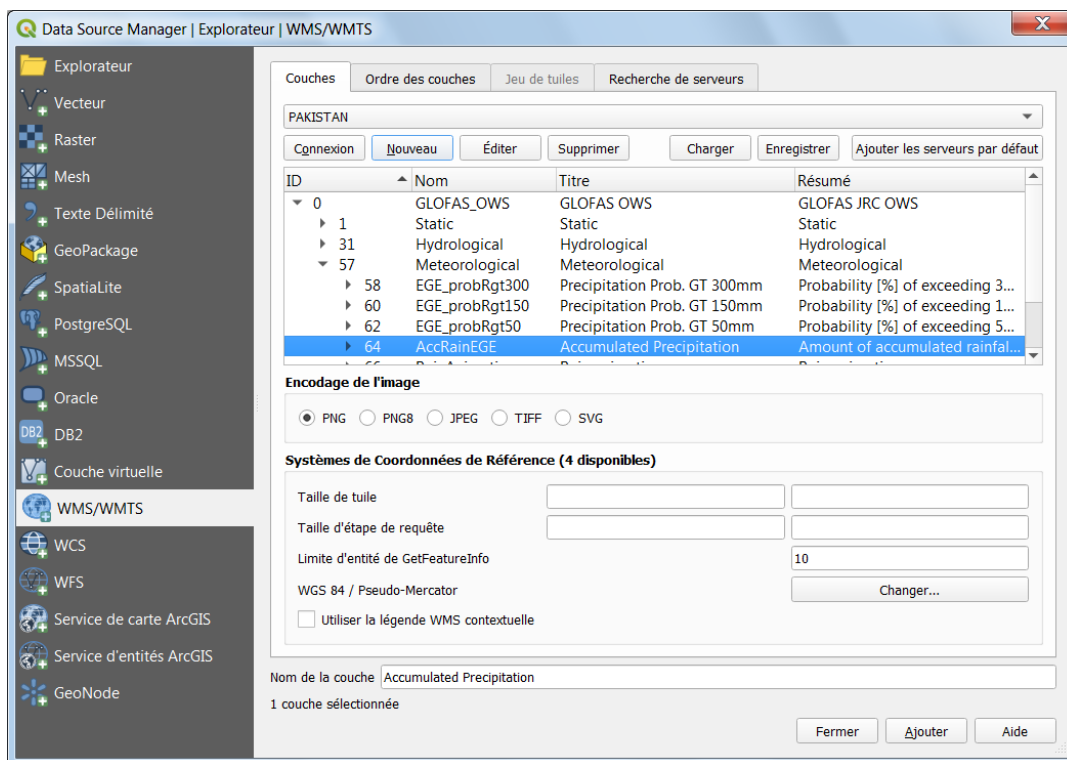 Data Source Manager | Explorateur | WMS/WMTS
Explorateur
Vecteur
Raster
Mesh
Texte Délimité
GeoPackage
SpatiaLite
PostgreSQL
MSSQL
Oracle
DB2
DB2
Couche virtuelle
WMS/WMTS
WCS
WFS
Service de carte ArcGIS
Service d'entités ArcGIS
GeoNode
Couches Ordre des couches Jeu de tuiles Recherche de serveurs
PAKISTAN
Connexion Nouveau Éditer Supprimer Charger Enregistrer Ajouter les serveurs par défaut
ID Nom Titre Résumé
0 GLOFAS_OWS GLOFAS OWS GLOFAS JRC OWS
1 Static Static Static
31 Hydrological Hydrological Hydrological
57 Meteorological Meteorological Meteorological
58 EGE_probRgt300 Precipitation Prob. GT 300mm Probability [%] of exceeding 3...
60 EGE_probRgt150 Precipitation Prob. GT 150mm Probability [%] of exceeding 1...
62 EGE_probRgt50 Precipitation Prob. GT 50mm Probability [%] of exceeding 5...
64 AccRainEGE Accumulated Precipitation Amount of accumulated rainfal...
Encodage de l'image
PNG PNG8 JPEG TIFF SVG
Systèmes de Coordonnées de Référence (4 disponibles)
Taille de tuile
Taille d'étape de requête
Limite d'entité de GetFeatureInfo 10
WGS 84 / Pseudo-Mercator Changer...
Utiliser la légende WMS contextuelle
Nom de la couche Accumulated Precipitation
1 couche sélectionnée
Fermer Ajouter Aide